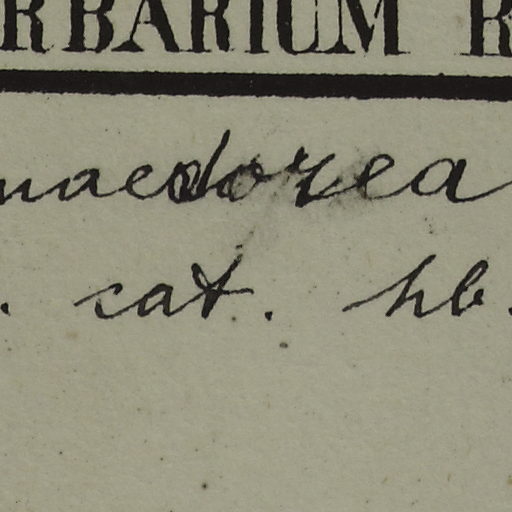 RBARIUM R
maedorea
. cat. hb.